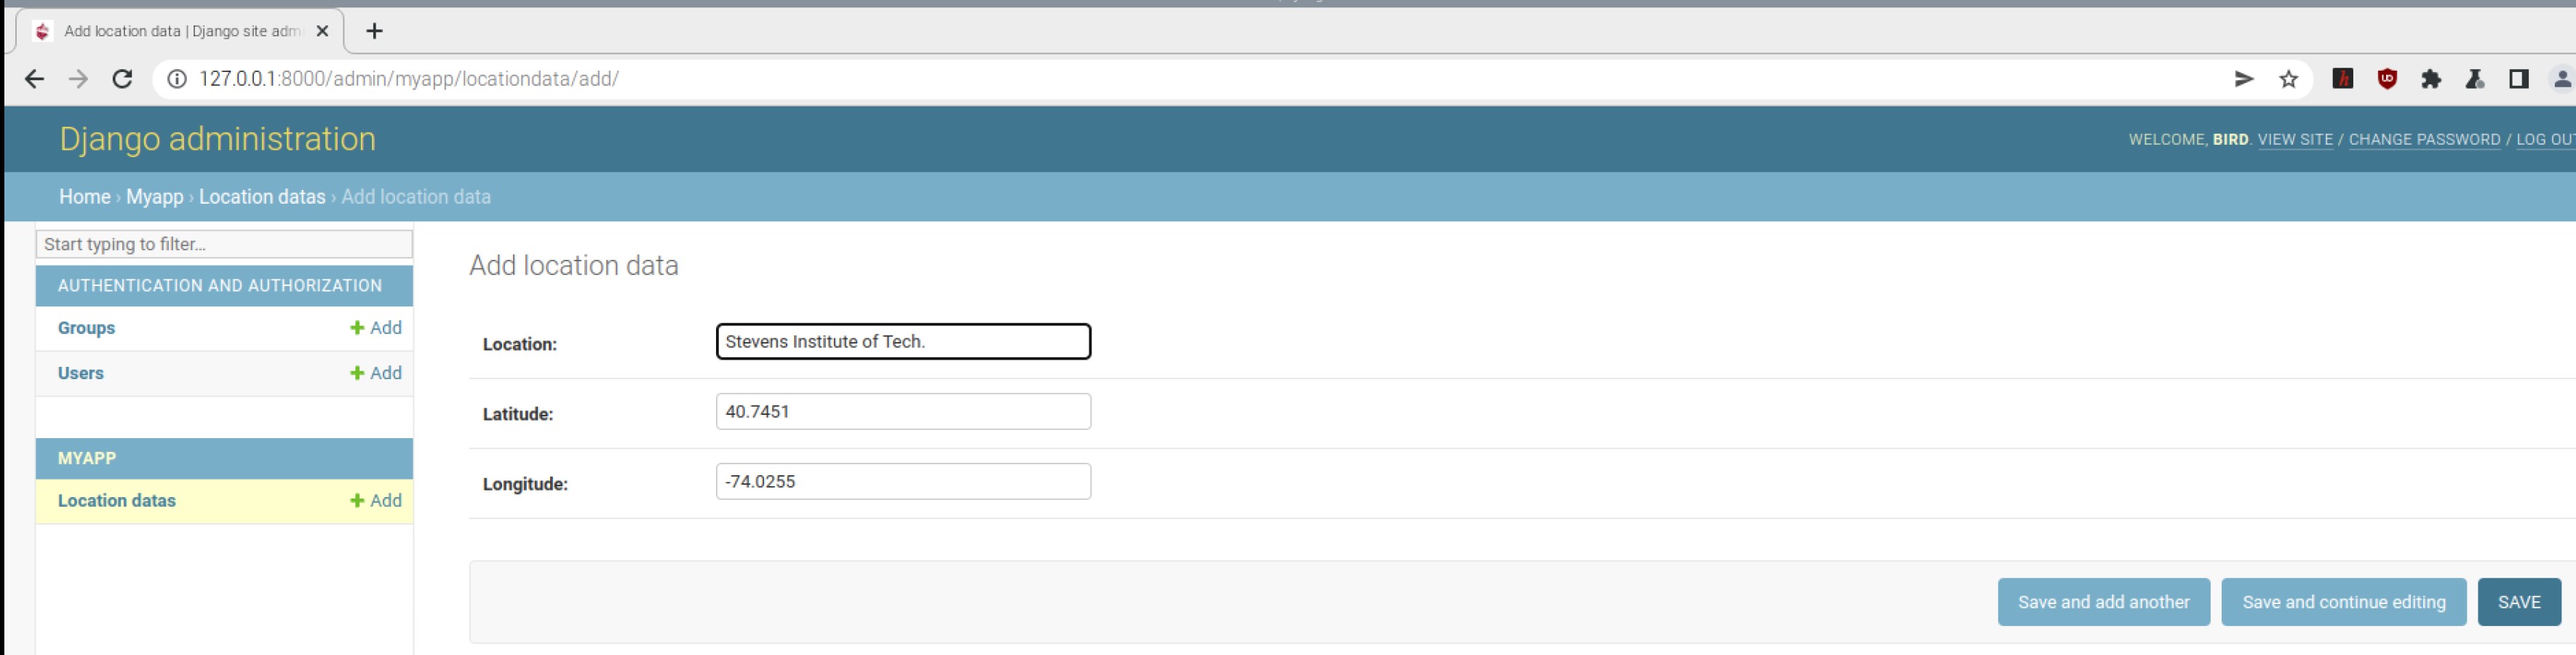 Add location data | Django site adm
127.0.0.1:8000/admin/myapp/locationdata/add/
Django administration
WELCOME, BIRD. VIEW SITE / CHANGE PASSWORD / LOG OU
Home › Myapp › Location datas › Add location data
Start typing to filter...
AUTHENTICATION AND AUTHORIZATION
Groups + Add
Users + Add
MYAPP
Location datas + Add
Add location data
Location: Stevens Institute of Tech.
Latitude: 40.7451
Longitude: -74.0255
Save and add another Save and continue editing SAVE